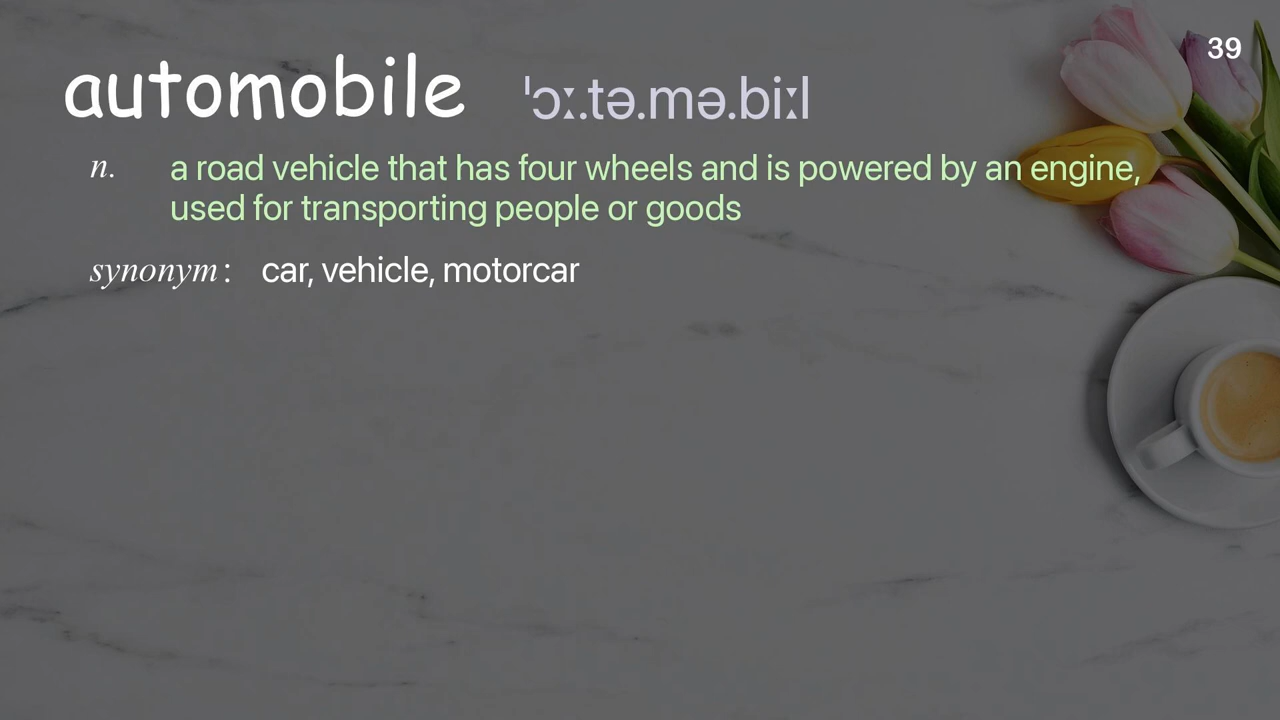 39
automobile ˈɔː.tə.mə.biːl
n. a road vehicle that has four wheels and is powered by an engine,
used for transporting people or goods
synonym: car, vehicle, motorcar